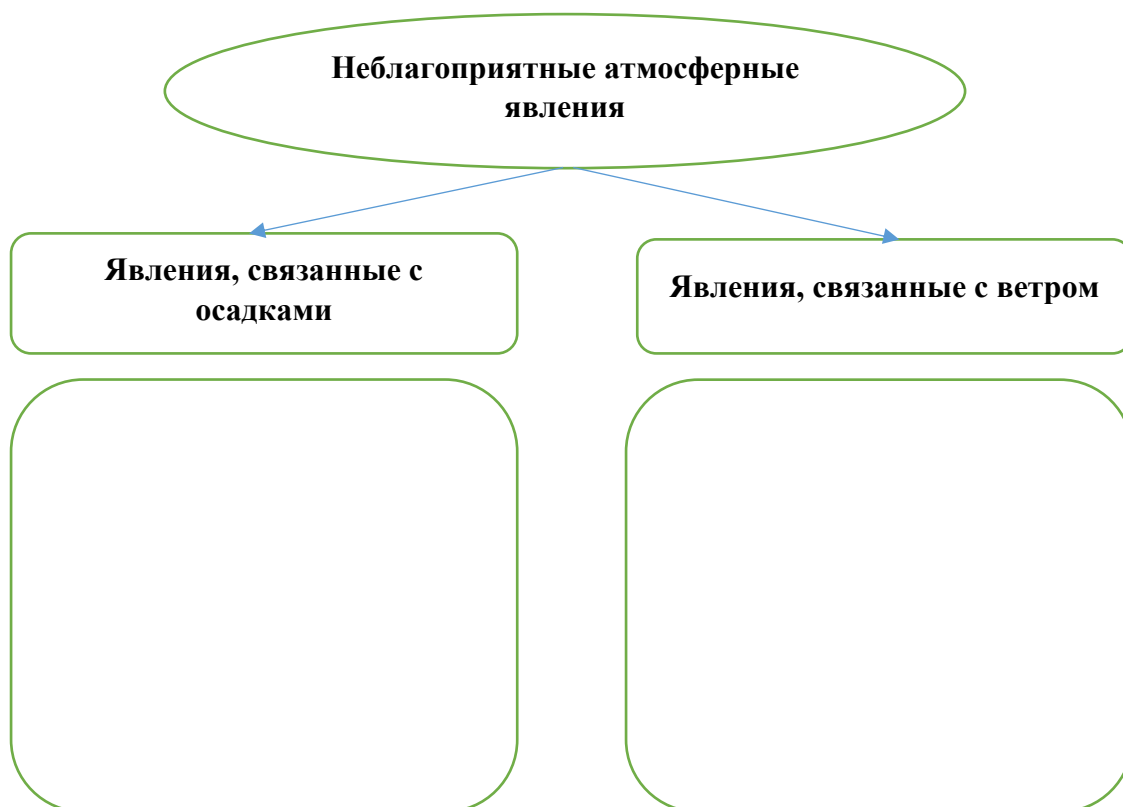 Неблагоприятные атмосферные
явления
Явления, связанные с
осадками
Явления, связанные с ветром